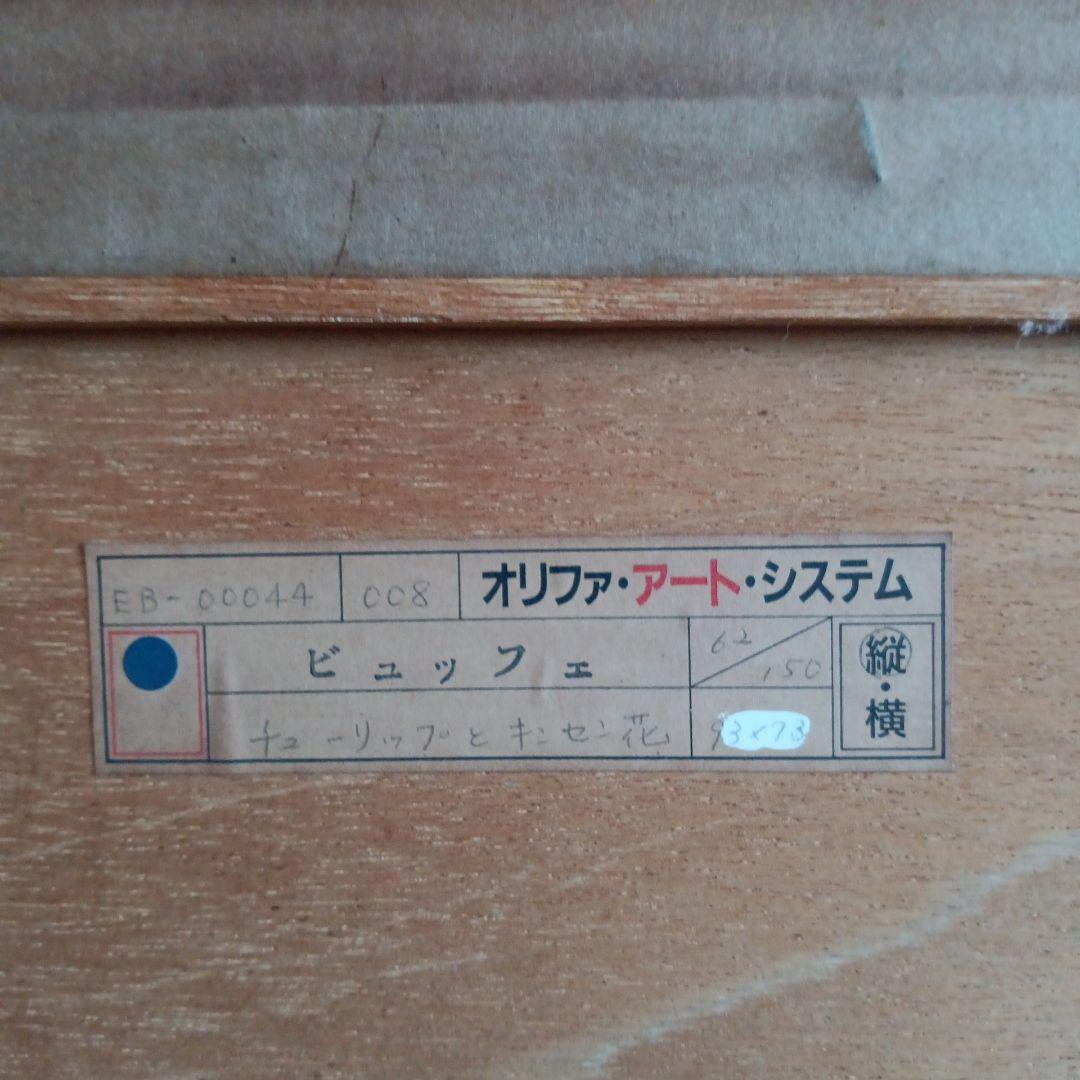 EB-00044 008 オリファ・アート・システム
ビュッフェ 62/150 縦・横
チューリップとキンセン花 93×73